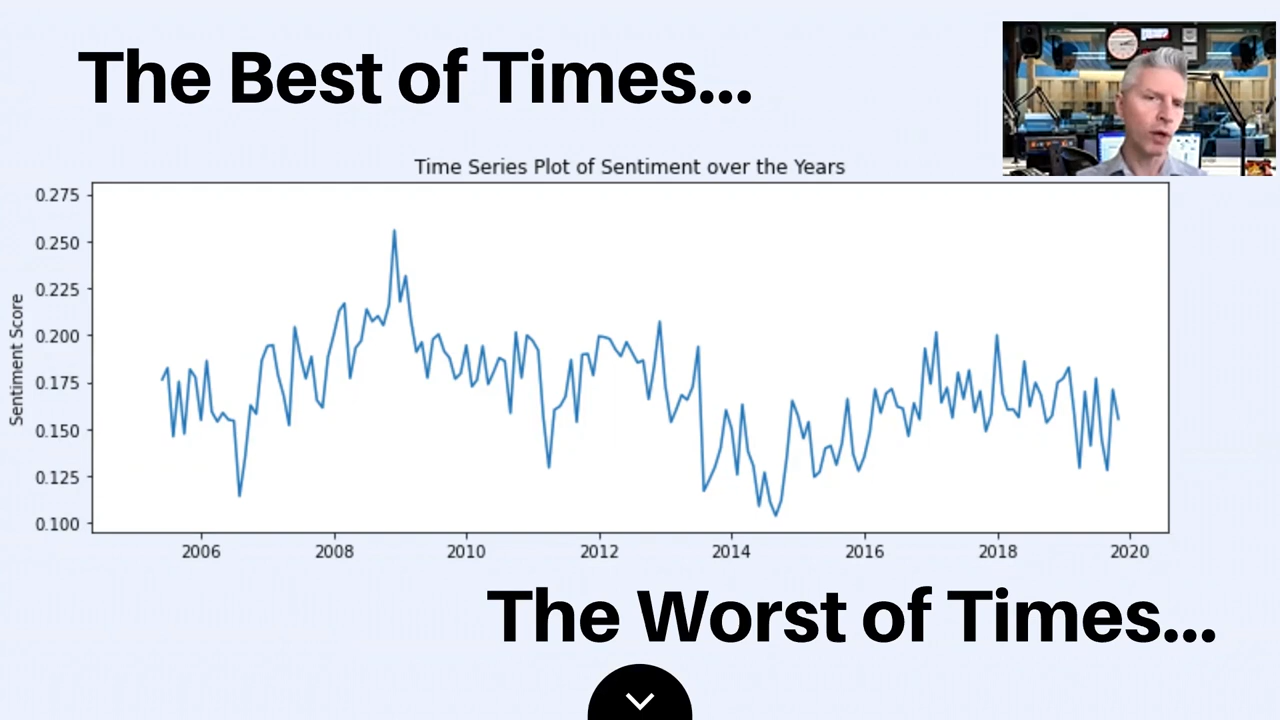 The Best of Times...
Time Series Plot of Sentiment over the Years
Sentiment Score
0.275
0.250
0.225
0.200
0.175
0.150
0.125
0.100
2006 2008 2010 2012 2014 2016 2018 2020
The Worst of Times...